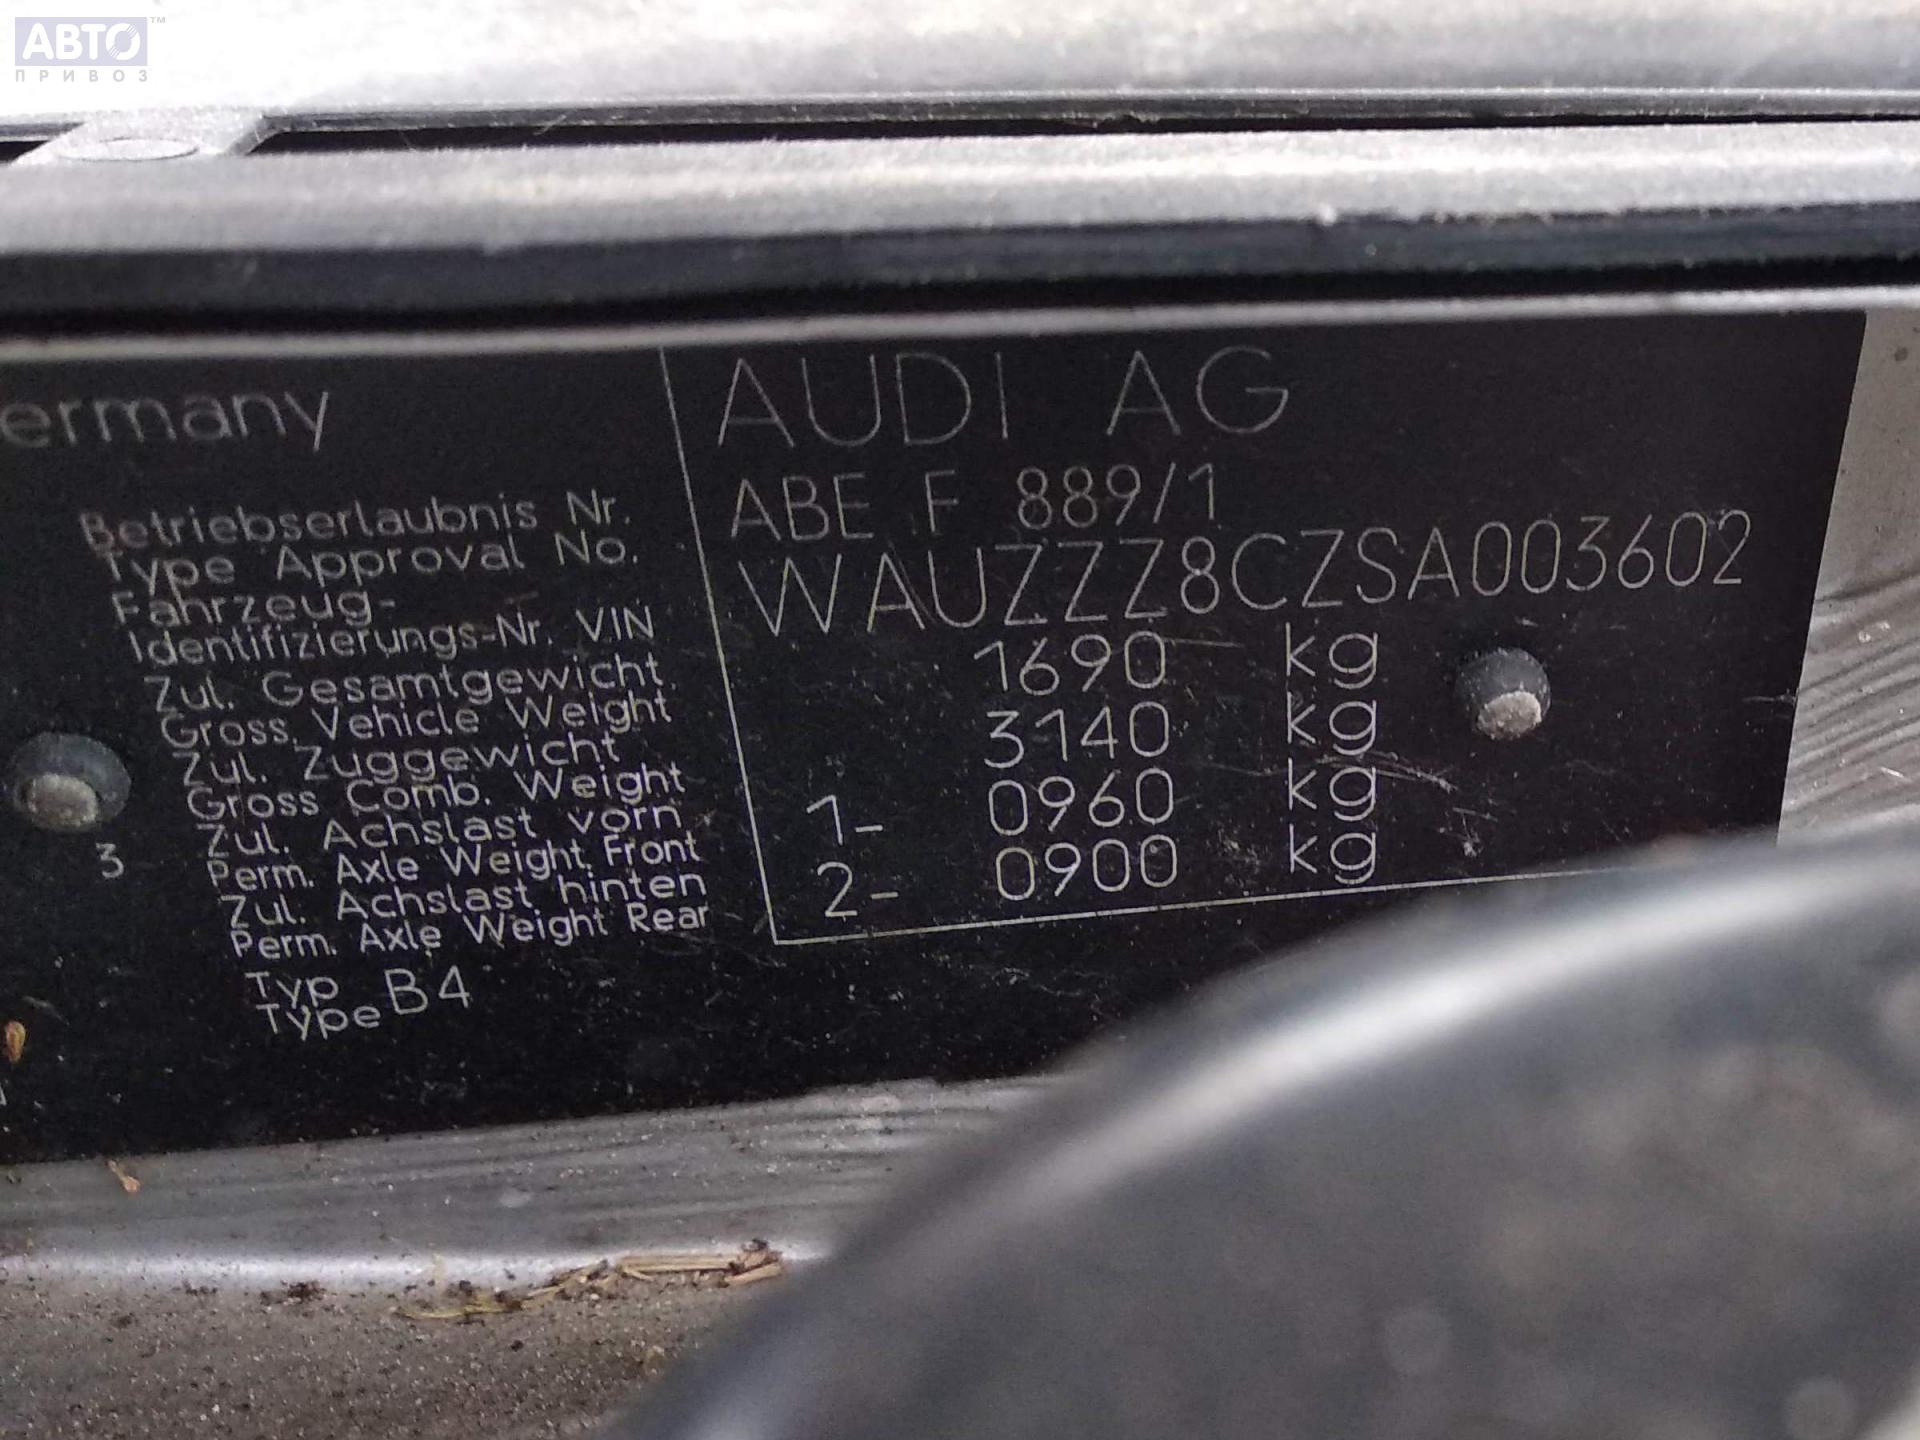 АВТО™
ПРИВОЗ
ermany
AUDI AG
Betriebserlaubnis Nr.
Type Approval No.
ABE F 889/1
Fahrzeug-
Identifizierungs-Nr. VIN
WAUZZZ8CZSA003602
Zul. Gesamtgewicht
Gross. Vehicle Weight
1690 kg
Zul. Zuggewicht
Gross Comb. Weight
3140 kg
Zul. Achslast vorn
Perm. Axle Weight, Front
1- 0960 kg
Zul. Achslast hinten
Perm. Axle Weight Rear
2- 0900 kg
3
Typ
Type B4